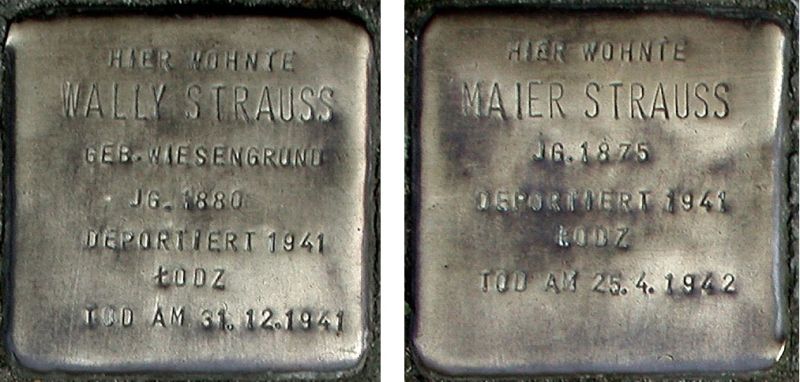 HIER WOHNTE
WALLY STRAUSS
GEB. WIESENGRUND
JG. 1880
DEPORTIERT 1941
ŁODZ
TOD AM 31.12.1941
HIER WOHNTE
MAIER STRAUSS
JG. 1875
DEPORTIERT 1941
ŁODZ
TOD AM 25.4.1942